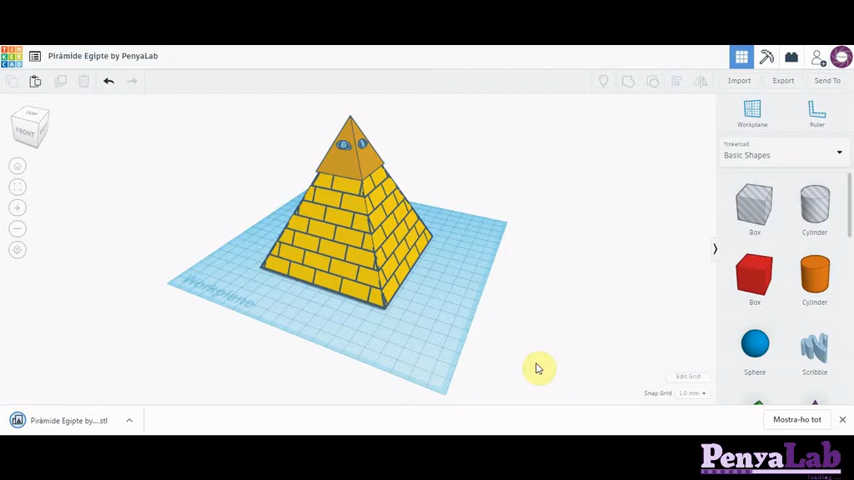 TIN
KER
CAD
Piràmide Egipte by PenyaLab
Import
Export
Send To
TOP
FRONT
Workplane
Ruler
Tinkercad
Basic Shapes
Workplane
Box
Cylinder
Box
Cylinder
Sphere
Scribble
Edit Grid
Snap Grid 1.0 mm
Piràmide Egipte by....stl
Mostra-ho tot
PenyaLab
loading...